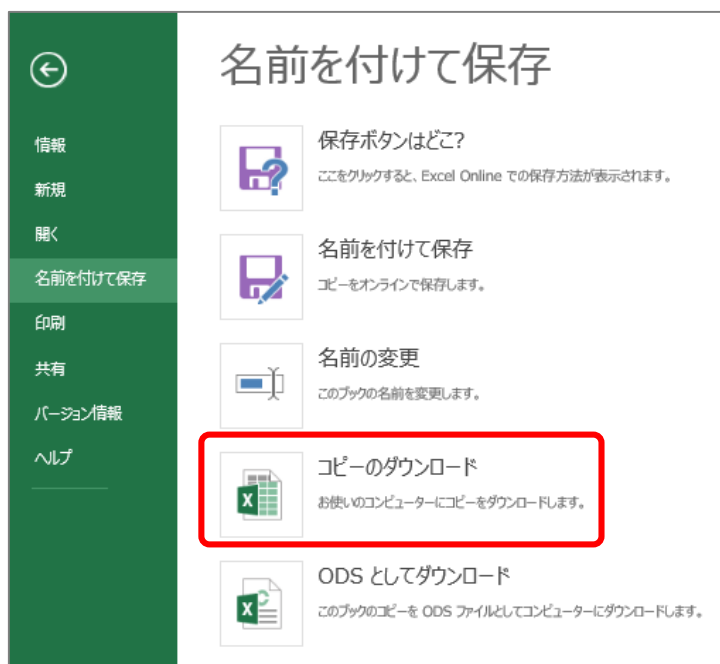 名前を付けて保存
情報
新規
開く
名前を付けて保存
印刷
共有
バージョン情報
ヘルプ
保存ボタンはどこ?
ここをクリックすると、Excel Online での保存方法が表示されます。
名前を付けて保存
コピーをオンラインで保存します。
名前の変更
このブックの名前を変更します。
コピーのダウンロード
お使いのコンピューターにコピーをダウンロードします。
ODS としてダウンロード
このブックのコピーを ODS ファイルとしてコンピューターにダウンロードします。